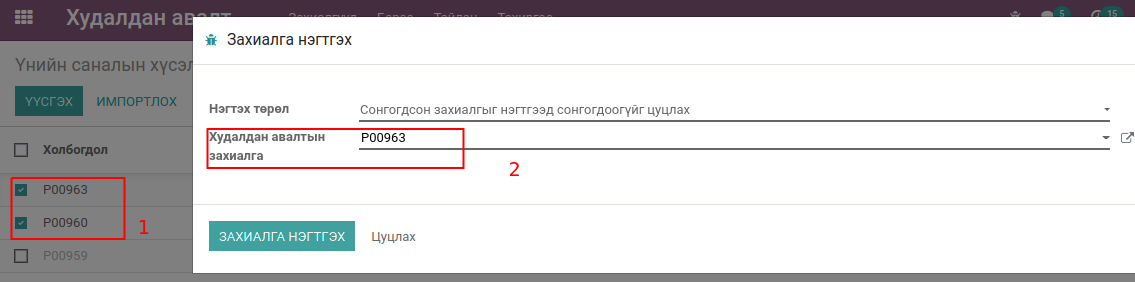 Худалдан авалт
5
15
Үнийн саналын хүсэл
ҮҮСГЭХ ИМПОРТЛОХ
Холбогдол
P00963
P00960
1
P00959
Захиалга нэгтгэх
Нэгтэх төрөл
Сонгогдсон захиалгыг нэгтгээд сонгогдоогүйг цуцлах
Худалдан авалтын
захиалга
P00963
2
ЗАХИАЛГА НЭГТГЭХ Цуцлах